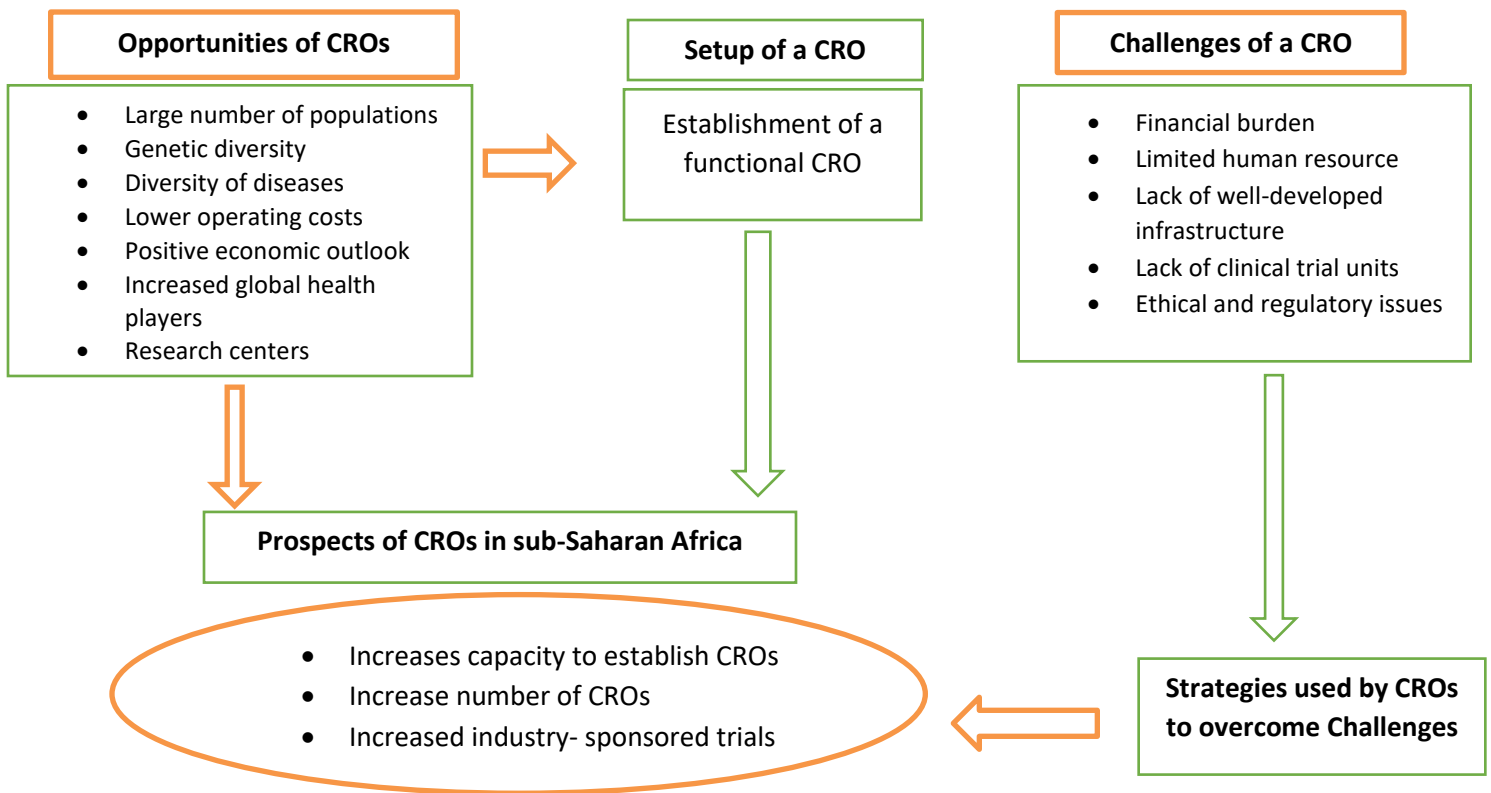 Opportunities of CROs
• Large number of populations
• Genetic diversity
• Diversity of diseases
• Lower operating costs
• Positive economic outlook
• Increased global health
players
• Research centers
Setup of a CRO
Establishment of a
functional CRO
Challenges of a CRO
• Financial burden
• Limited human resource
• Lack of well-developed
infrastructure
• Lack of clinical trial units
• Ethical and regulatory issues
Prospects of CROs in sub-Saharan Africa
• Increases capacity to establish CROs
• Increase number of CROs
• Increased industry- sponsored trials
Strategies used by CROs
to overcome Challenges